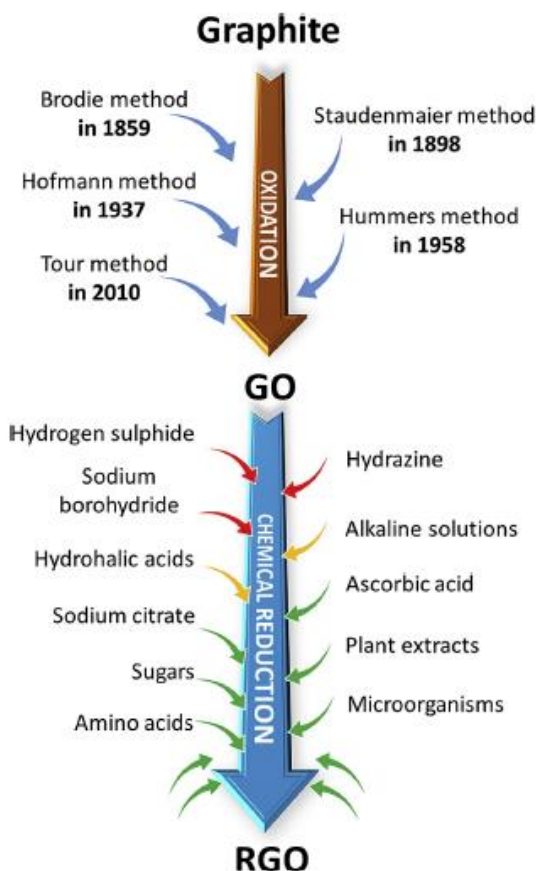 Graphite
Brodie method
in 1859
Staudenmaier method
in 1898
Hofmann method
in 1937
Hummers method
in 1958
Tour method
in 2010
OXIDATION
GO
Hydrogen sulphide
Hydrazine
Sodium
borohydride
Alkaline solutions
Hydrohalic acids
Ascorbic acid
Sodium citrate
Plant extracts
Sugars
Microorganisms
Amino acids
CHEMICAL REDUCTION
RGO